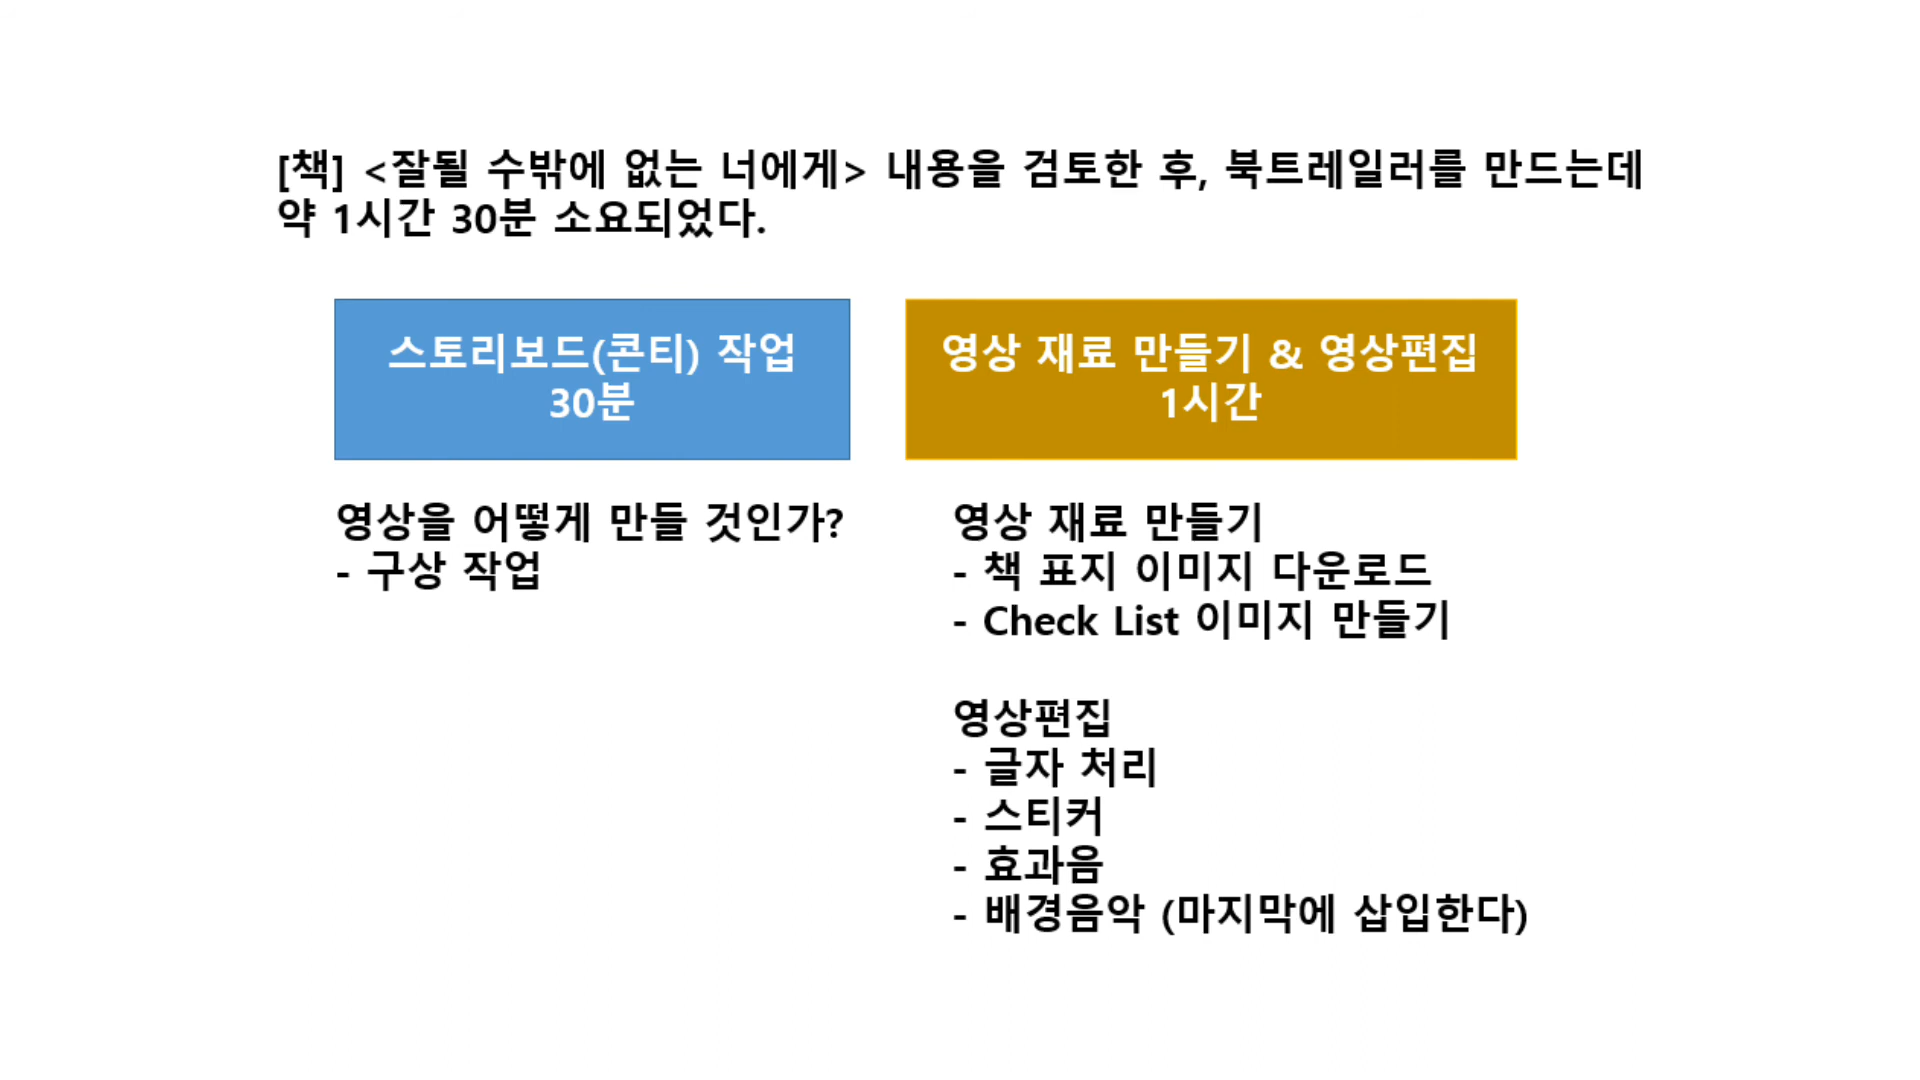 [책] <잘될 수밖에 없는 너에게> 내용을 검토한 후, 북트레일러를 만드는데
약 1시간 30분 소요되었다.
스토리보드(콘티) 작업
30분
영상을 어떻게 만들 것인가?
- 구상 작업
영상 재료 만들기 & 영상편집
1시간
영상 재료 만들기
- 책 표지 이미지 다운로드
- Check List 이미지 만들기
영상편집
- 글자 처리
- 스티커
- 효과음
- 배경음악 (마지막에 삽입한다)